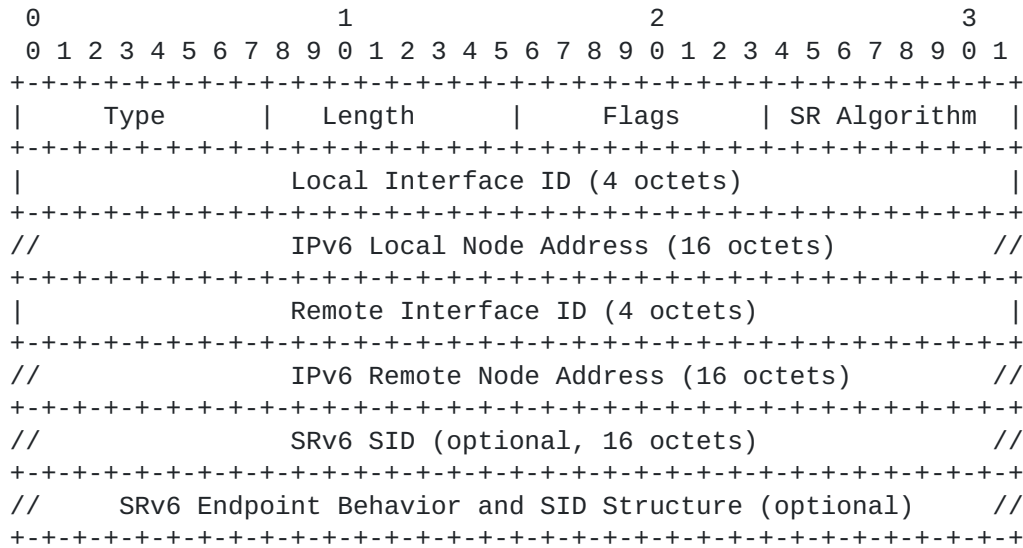 0                   1                   2                   3
 0 1 2 3 4 5 6 7 8 9 0 1 2 3 4 5 6 7 8 9 0 1 2 3 4 5 6 7 8 9 0 1
+-+-+-+-+-+-+-+-+-+-+-+-+-+-+-+-+-+-+-+-+-+-+-+-+-+-+-+-+-+-+-+-+
|     Type      |   Length      |     Flags     | SR Algorithm  |
+-+-+-+-+-+-+-+-+-+-+-+-+-+-+-+-+-+-+-+-+-+-+-+-+-+-+-+-+-+-+-+-+
|                 Local Interface ID (4 octets)                 |
+-+-+-+-+-+-+-+-+-+-+-+-+-+-+-+-+-+-+-+-+-+-+-+-+-+-+-+-+-+-+-+-+
//                IPv6 Local Node Address (16 octets)          //
+-+-+-+-+-+-+-+-+-+-+-+-+-+-+-+-+-+-+-+-+-+-+-+-+-+-+-+-+-+-+-+-+
|                 Remote Interface ID (4 octets)                |
+-+-+-+-+-+-+-+-+-+-+-+-+-+-+-+-+-+-+-+-+-+-+-+-+-+-+-+-+-+-+-+-+
//                IPv6 Remote Node Address (16 octets)         //
+-+-+-+-+-+-+-+-+-+-+-+-+-+-+-+-+-+-+-+-+-+-+-+-+-+-+-+-+-+-+-+-+
//                SRv6 SID (optional, 16 octets)               //
+-+-+-+-+-+-+-+-+-+-+-+-+-+-+-+-+-+-+-+-+-+-+-+-+-+-+-+-+-+-+-+-+
//     SRv6 Endpoint Behavior and SID Structure (optional)     //
+-+-+-+-+-+-+-+-+-+-+-+-+-+-+-+-+-+-+-+-+-+-+-+-+-+-+-+-+-+-+-+-+